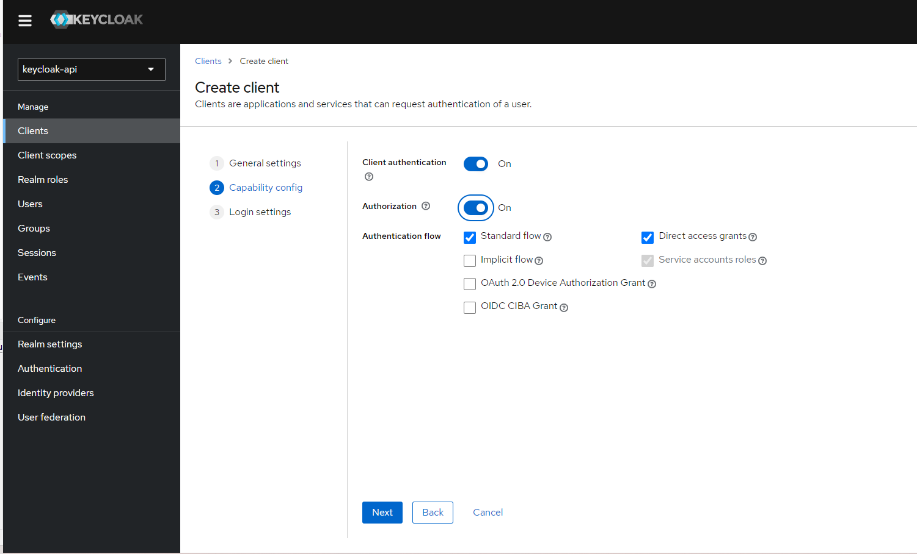 KEYCLOAK
keycloak-api
Manage
Clients
Client scopes
Realm roles
Users
Groups
Sessions
Events
Configure
Realm settings
Authentication
Identity providers
User federation
Clients > Create client
Create client
Clients are applications and services that can request authentication of a user.
1 General settings
2 Capability config
3 Login settings
Client authentication On
Authorization On
Authentication flow
Standard flow Direct access grants
Implicit flow Service accounts roles
OAuth 2.0 Device Authorization Grant
OIDC CIBA Grant
Next Back Cancel